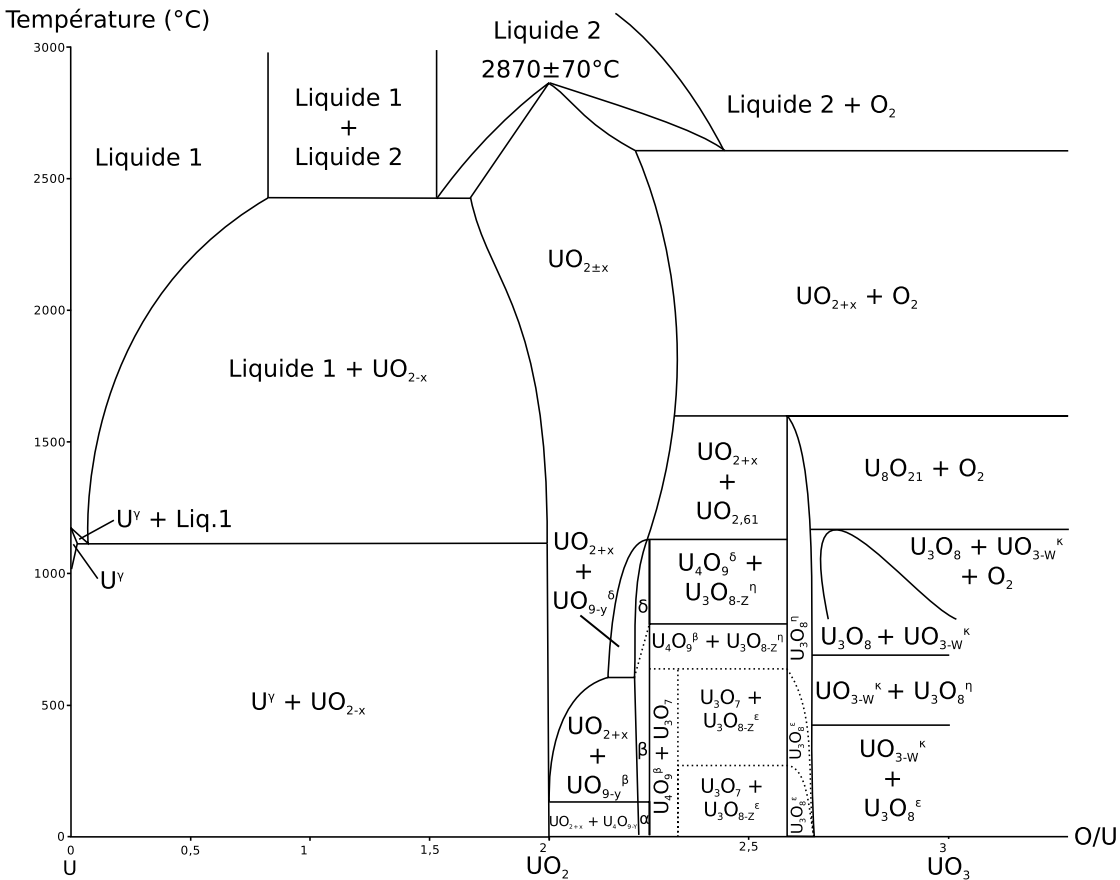 Température (°C)
3000
2500
2000
1500
1000
500
0
Liquide 1
Liquide 1
+
Liquide 2
Liquide 2
2870±70°C
Liquide 2 + O₂
UO₂±ₓ
UO₂₊ₓ + O₂
Liquide 1 + UO₂₋ₓ
Uᵞ + Liq.1
Uᵞ
Uᵞ + UO₂₋ₓ
UO₂₊ₓ
+
UO₂,₆₁
U₈O₂₁ + O₂
UO₂₊ₓ
+
UO9-yᵟ
δ
β
α
U₄O₉ᵟ +
U₃O8-Zη
U₄O₉ᵝ + U₃O8-Zη
U₃O₈ + UO3-Wκ
+ O₂
U₃O₈ + UO3-Wκ
UO3-Wκ + U₃O₈η
UO3-Wκ
+
U₃O₈ε
U₃O₈η
U₃O₈ε
U₃O₈ε
U₄O₉ᵝ + U₃O₇
U₃O₇ +
U₃O8-Zε
U₃O₇ +
U₃O8-Zε
UO₂₊ₓ
+
UO9-yᵝ
UO₂₊ₓ + U₄O9-Y
0
0,5
1
1,5
2
2,5
3
O/U
U
UO₂
UO₃